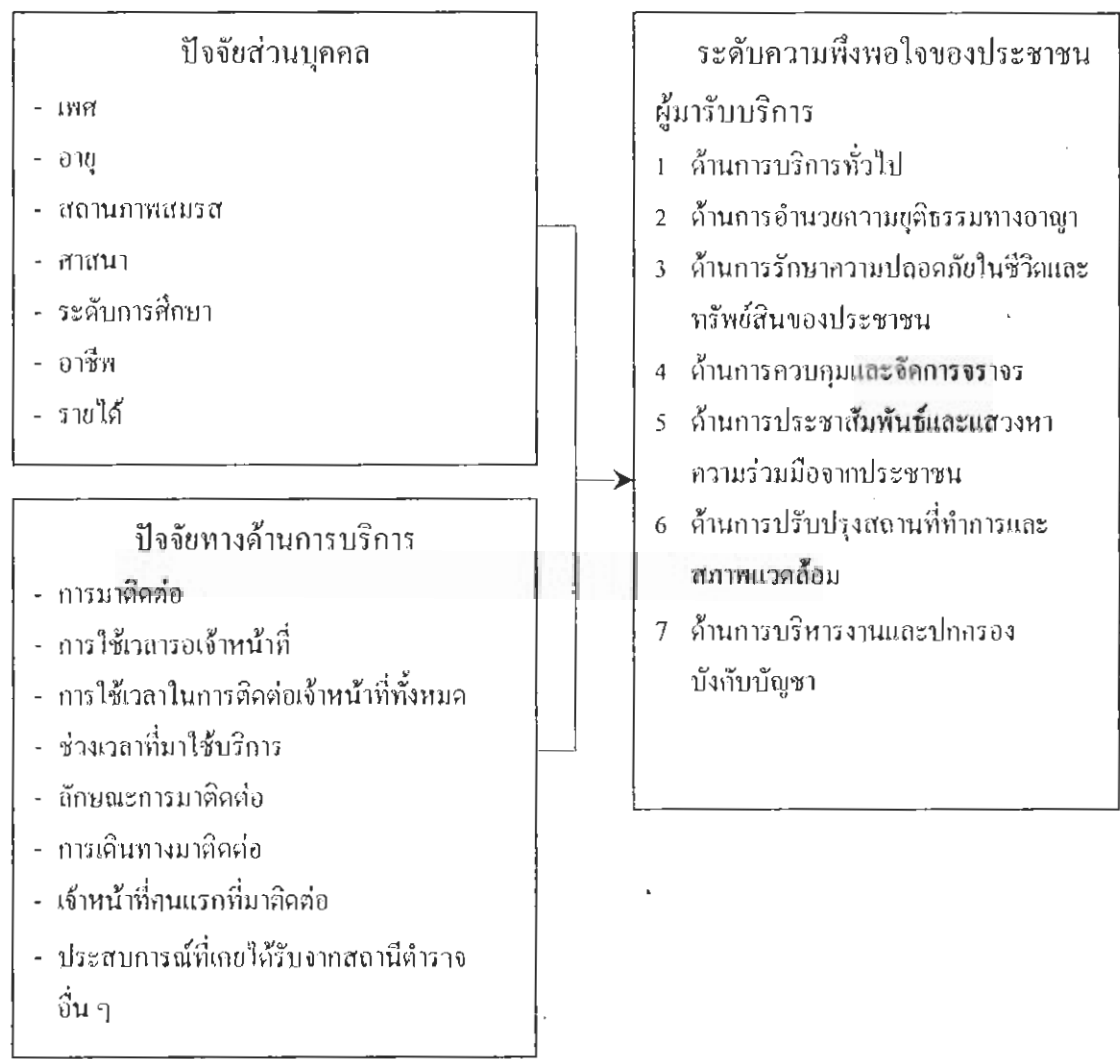 ปัจจัยส่วนบุคคล
- เพศ
- อายุ
- สถานภาพสมรส
- ศาสนา
- ระดับการศึกษา
- อาชีพ
- รายได้
ปัจจัยทางด้านการบริการ
- การมาติดต่อ
- การใช้เวลารอเจ้าหน้าที่
- การใช้เวลาในการติดต่อเจ้าหน้าที่ทั้งหมด
- ช่วงเวลาที่มาใช้บริการ
- ลักษณะการมาติดต่อ
- การเดินทางมาติดต่อ
- เจ้าหน้าที่คนแรกที่มาติดต่อ
- ประสบการณ์ที่เคยได้รับจากสถานีตำรวจ
อื่น ๆ
ระดับความพึงพอใจของประชาชน
ผู้มารับบริการ
1 ด้านการบริการทั่วไป
2 ด้านการอำนวยความยุติธรรมทางอาญา
3 ด้านการรักษาความปลอดภัยในชีวิตและ
ทรัพย์สินของประชาชน
4 ด้านการควบคุมและจัดการจราจร
5 ด้านการประชาสัมพันธ์และแสวงหา
ความร่วมมือจากประชาชน
6 ด้านการปรับปรุงสถานที่ทำการและ
สภาพแวดล้อม
7 ด้านการบริหารงานและปกครอง
บังคับบัญชา